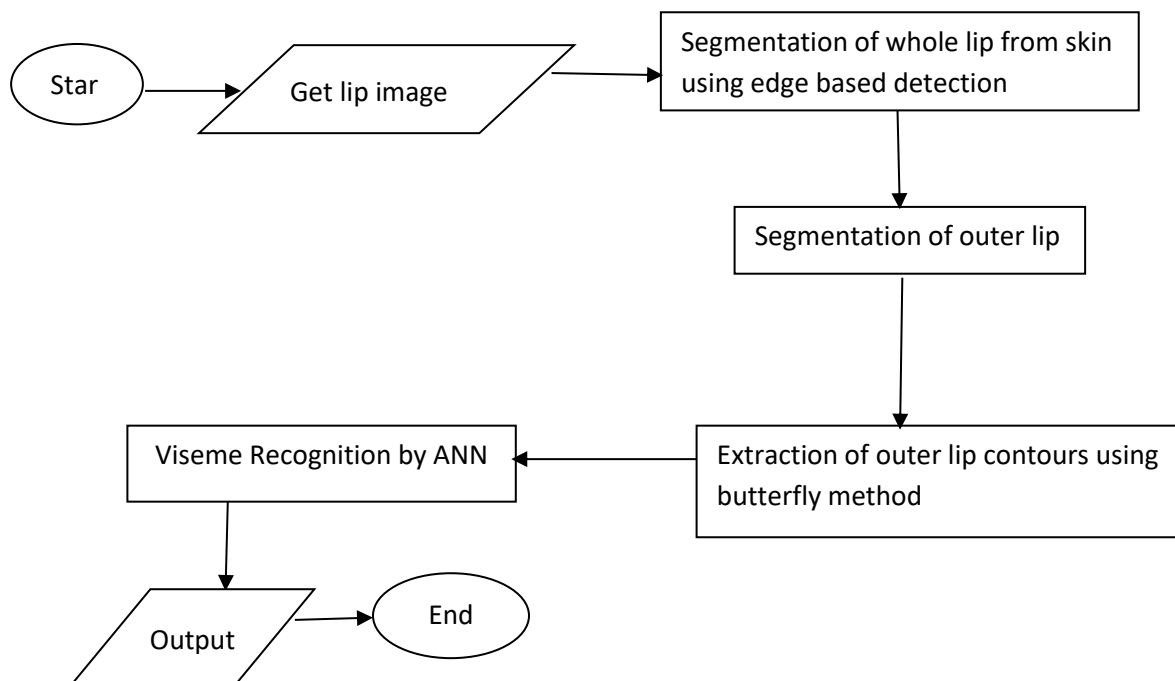 Star
Get lip image
Segmentation of whole lip from skin
using edge based detection
Segmentation of outer lip
Extraction of outer lip contours using
butterfly method
Viseme Recognition by ANN
Output
End